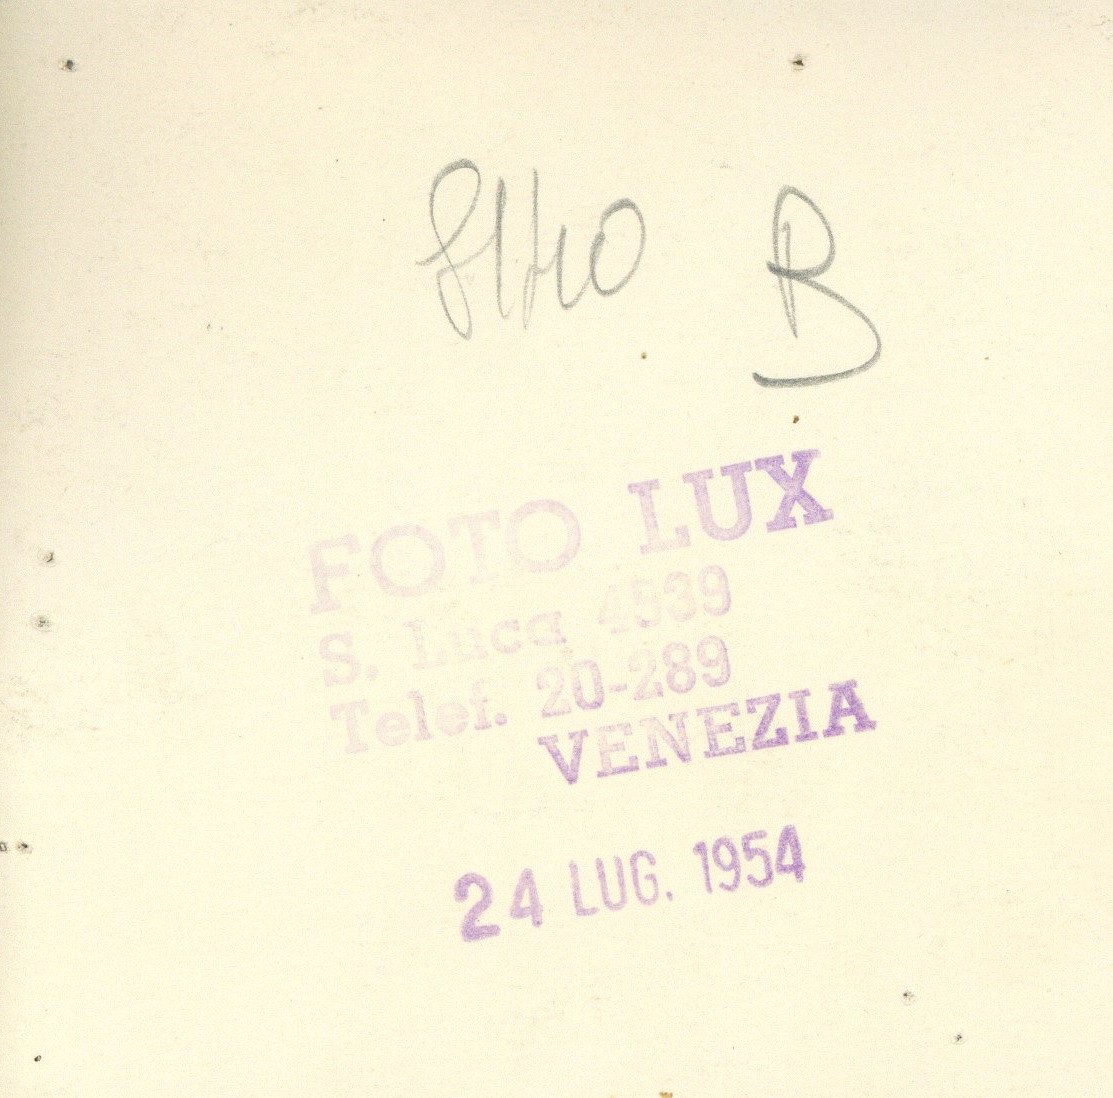 B
FOTO LUX
S. Luca 4539
Telef. 20-289
VENEZIA
24 LUG. 1954